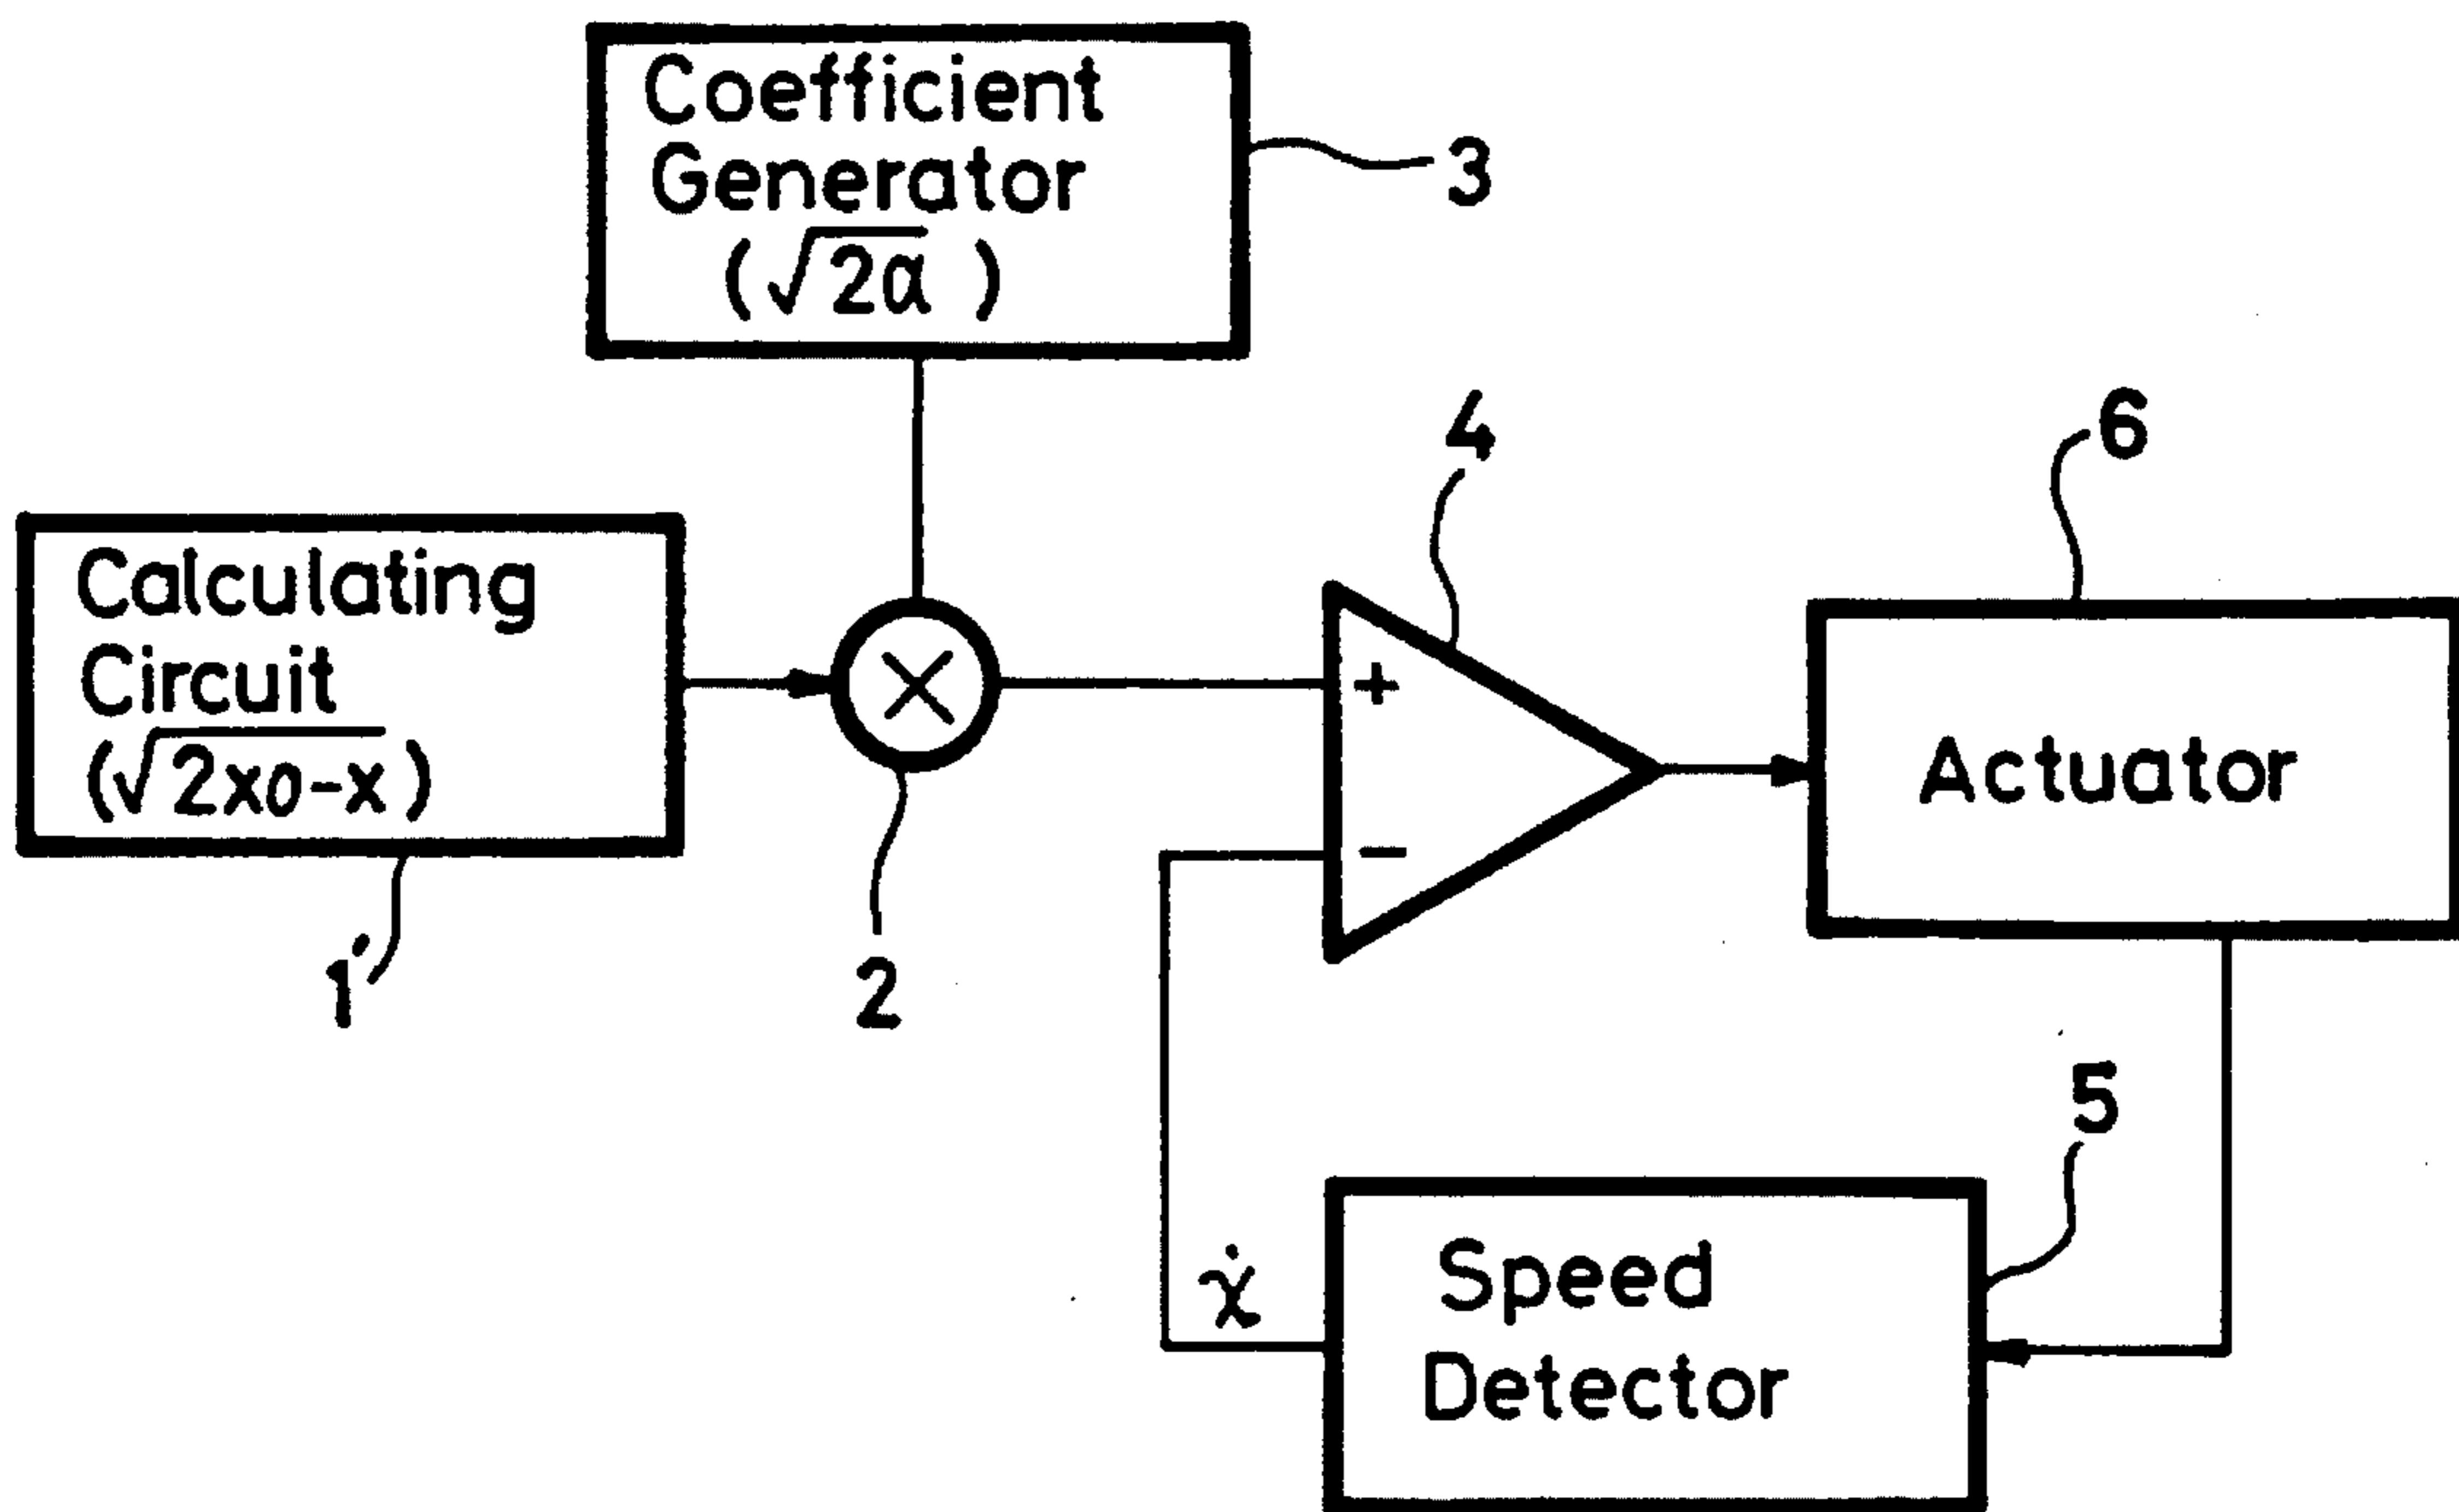 Coefficient
Generator
(√2α)
3
Calculating
Circuit
(√2x0-x)
1'
2
4
+
−
6
Actuator
5
ẋ
Speed
Detector